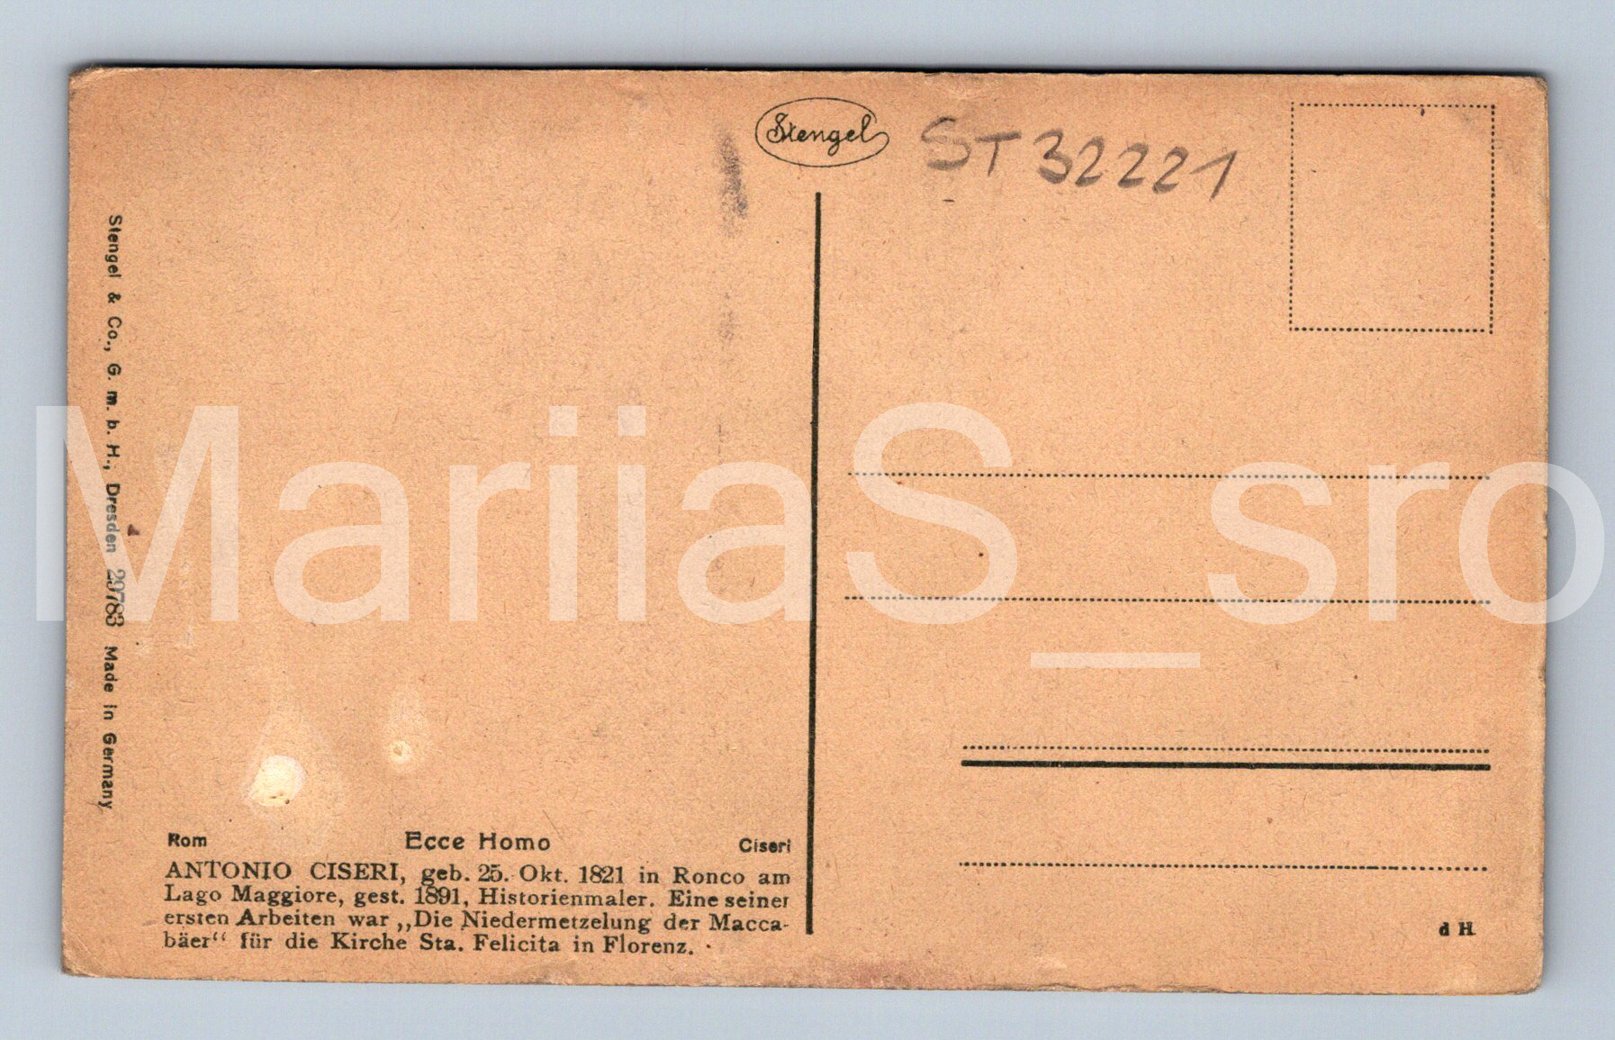 Stengel
ST 32221
Stengel & Co., G. m. b. H., Dresden 29783 Made in Germany
Rom Ecce Homo Ciseri
ANTONIO CISERI, geb. 25. Okt. 1821 in Ronco am
Lago Maggiore, gest. 1891, Historienmaler. Eine seiner
ersten Arbeiten war „Die Niedermetzelung der Macca-
bäer“ für die Kirche Sta. Felicita in Florenz.
d H
MariiaS_sro